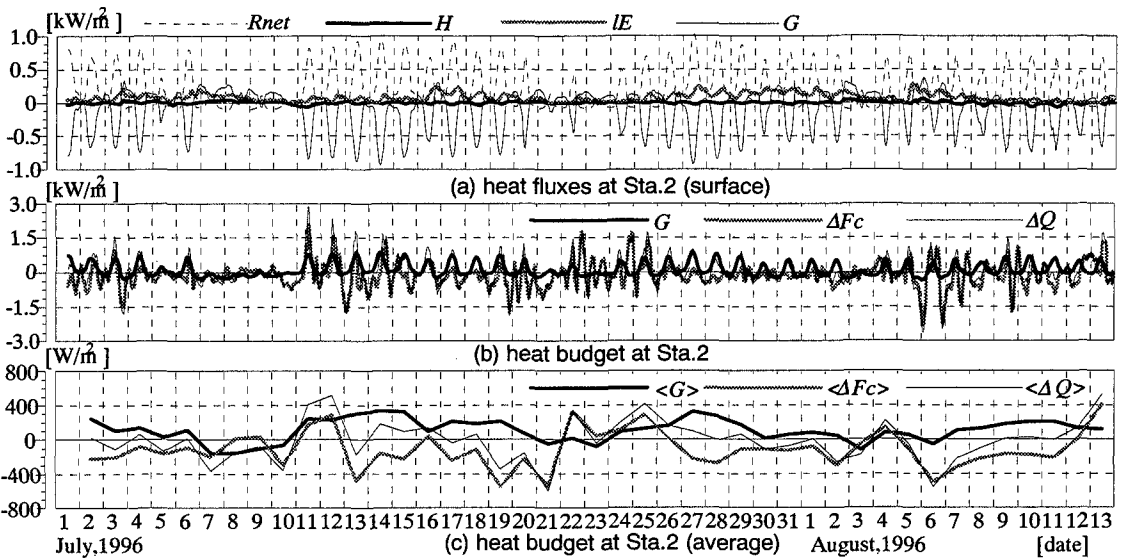 [kW/m²] Rnet H lE G
1.0
0.5
0
-0.5
-1.0
(a) heat fluxes at Sta.2 (surface)
[kW/m²]
3.0 G ΔFc ΔQ
1.5
0
-1.5
-3.0
(b) heat budget at Sta.2
[W/m²]
800 <G> <ΔFc> <ΔQ>
400
0
-400
-800
1 2 3 4 5 6 7 8 9 10 11 12 13 14 15 16 17 18 19 20 21 22 23 24 25 26 27 28 29 30 31 1 2 3 4 5 6 7 8 9 10 11 12 13
July,1996 (c) heat budget at Sta.2 (average) August,1996 [date]